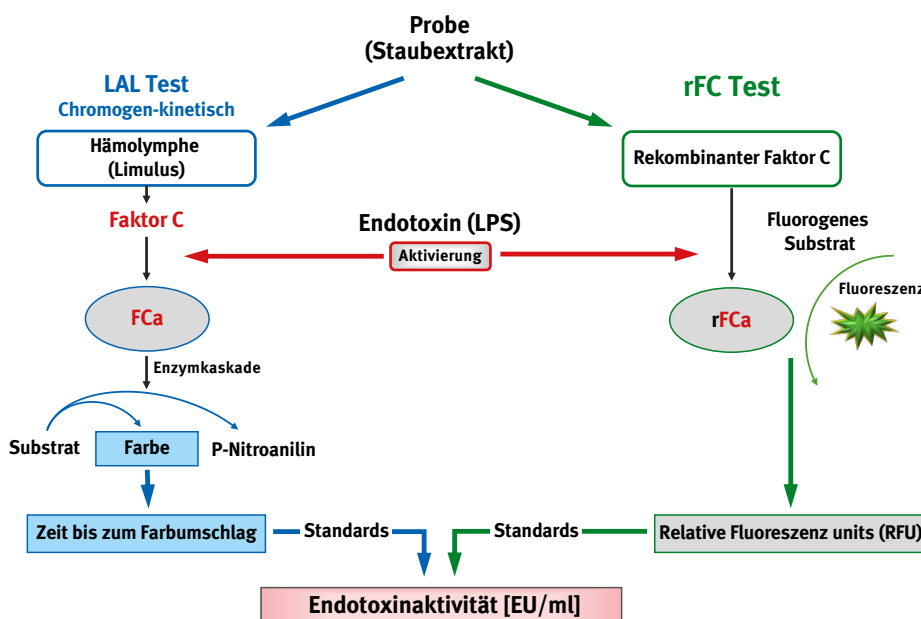 Probe
(Staubextrakt)
LAL Test
Chromogen-kinetisch
rFC Test
Hämolymphe
(Limulus)
Rekombinanter Faktor C
Faktor C
Endotoxin (LPS)
Aktivierung
Fluorogenes
Substrat
Fluoreszenz
FCa
rFCa
Enzymkaskade
Substrat
Farbe
P-Nitroanilin
Zeit bis zum Farbumschlag
Standards
Standards
Relative Fluoreszenz units (RFU)
Endotoxinaktivität [EU/ml]